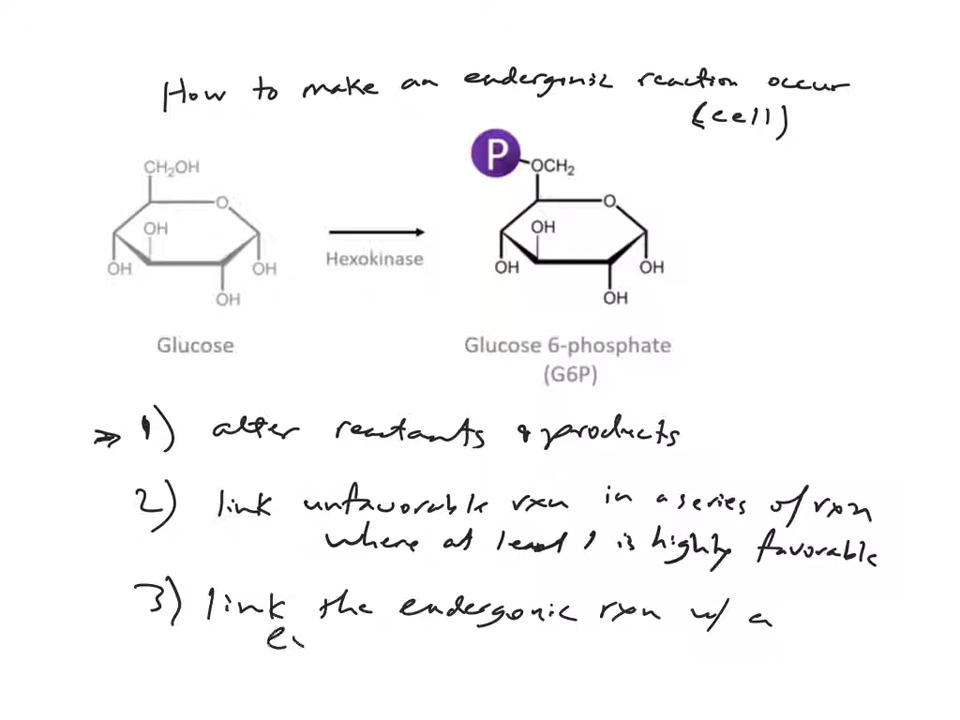 How to make an endergonic reaction occur
(cell)
P
CH₂OH
O
OH
OH
OH
OH
Glucose
Hexokinase
OCH₂
O
OH
OH
OH
OH
Glucose 6-phosphate
(G6P)
1) alter reactants & products
2) link unfavorable rxn in a series of rxn
where at least 1 is highly favorable
3) link the endergonic rxn w/ a